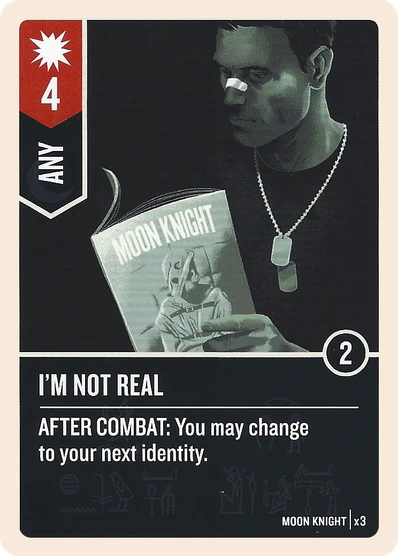 4
ANY
MOON KNIGHT
2
I'M NOT REAL
AFTER COMBAT: You may change
to your next identity.
MOON KNIGHT | x3